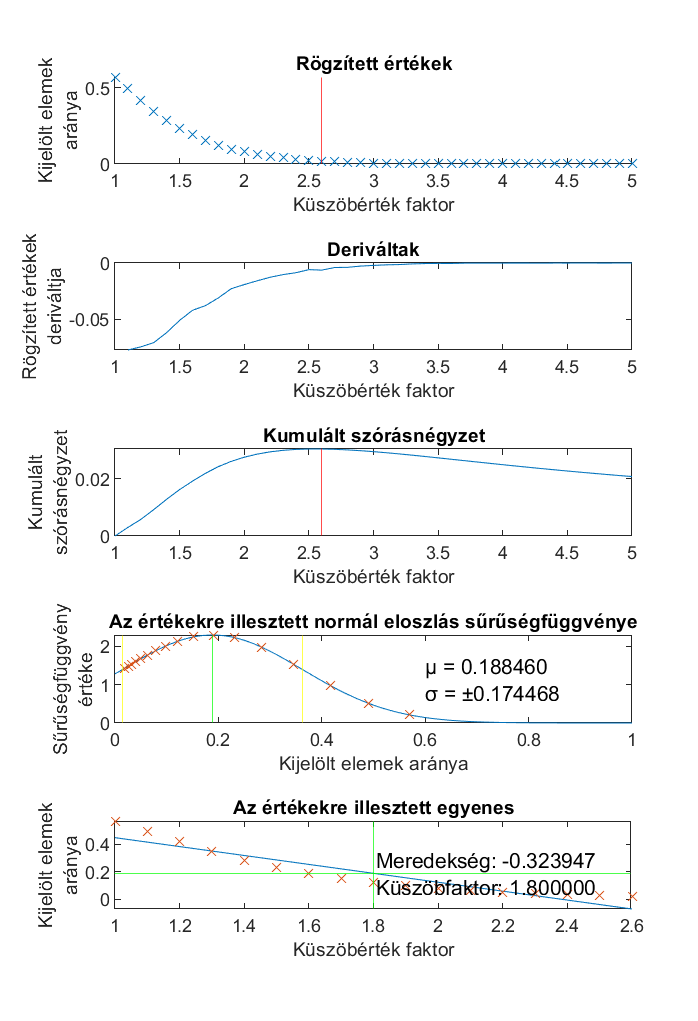 Rögzített értékek
Kijelölt elemek
aránya
0.5
0
1 1.5 2 2.5 3 3.5 4 4.5 5
Küszöbérték faktor
Deriváltak
Rögzített értékek
deriváltja
0
-0.05
1 1.5 2 2.5 3 3.5 4 4.5 5
Küszöbérték faktor
Kumulált szórásnégyzet
Kumulált
szórásnégyzet
0.02
0
1 1.5 2 2.5 3 3.5 4 4.5 5
Küszöbérték faktor
Az értékekre illesztett normál eloszlás sűrűségfüggvénye
Sűrűségfüggvény
értéke
2
1
0
μ = 0.188460
σ = ±0.174468
0 0.2 0.4 0.6 0.8 1
Kijelölt elemek aránya
Az értékekre illesztett egyenes
Kijelölt elemek
aránya
0.4
0.2
0
Meredekség: -0.323947
Küszöbfaktor: 1.800000
1 1.2 1.4 1.6 1.8 2 2.2 2.4 2.6
Küszöbérték faktor